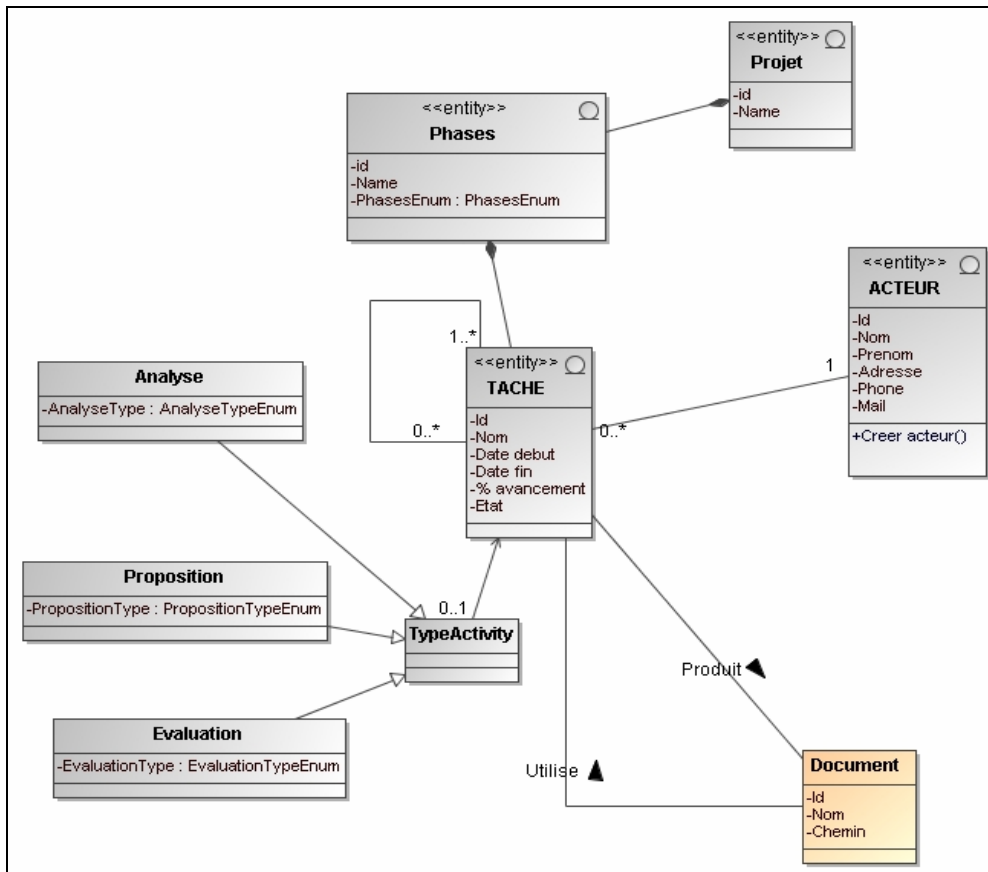 <<entity>>
Projet
-id
-Name
<<entity>>
Phases
-id
-Name
-PhasesEnum : PhasesEnum
<<entity>>
ACTEUR
-Id
-Nom
-Prenom
-Adresse
-Phone
-Mail
+Creer acteur()
1
1..*
<<entity>>
TACHE
-Id
-Nom
-Date debut
-Date fin
-% avancement
-Etat
0..*
0..*
Analyse
-AnalyseType : AnalyseTypeEnum
Proposition
-PropositionType : PropositionTypeEnum
0..1
TypeActivity
Evaluation
-EvaluationType : EvaluationTypeEnum
Produit
Utilise
Document
-Id
-Nom
-Chemin